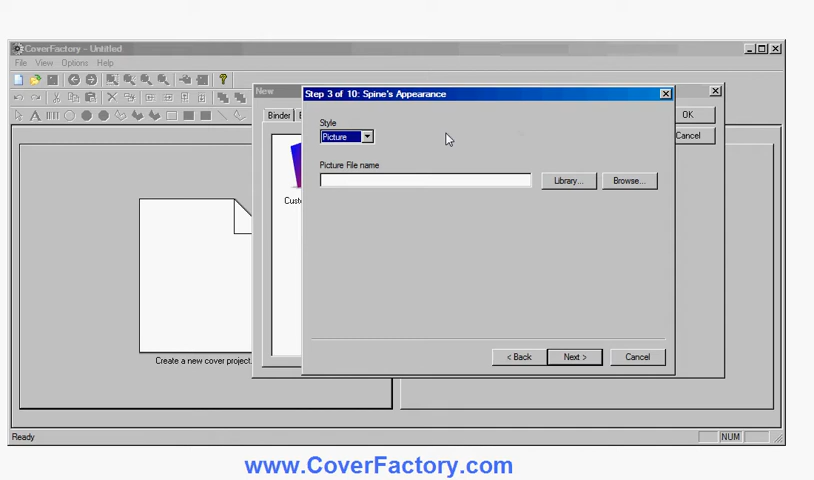 CoverFactory - Untitled
File View Options Help
New
Binder
OK
Cancel
Step 3 of 10: Spine's Appearance
Style
Picture
Picture File name
Library...
Browse...
< Back
Next >
Cancel
Create a new cover project.
Ready
NUM
www.CoverFactory.com